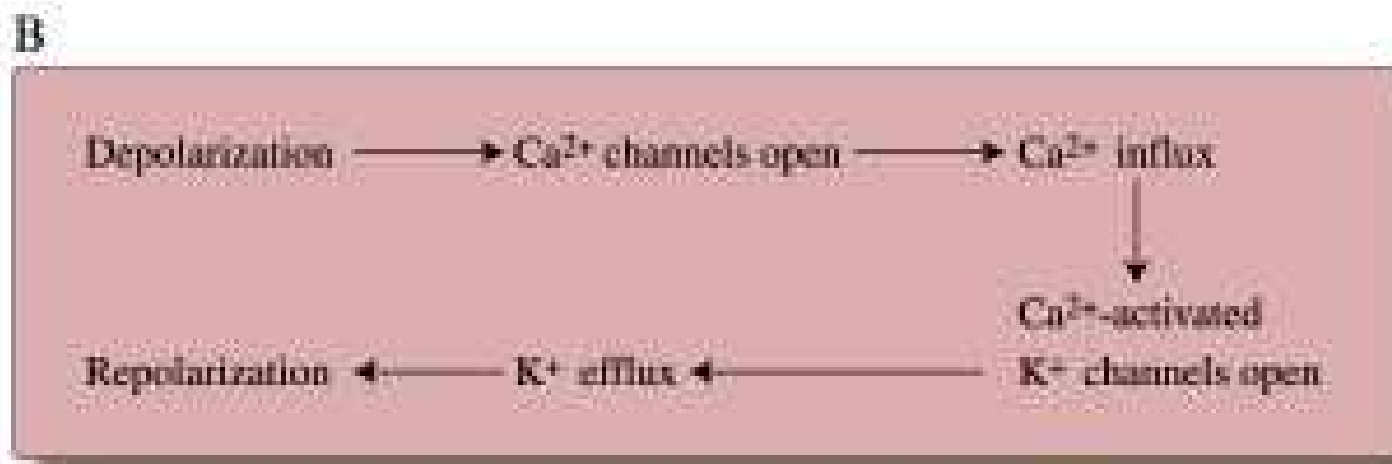 B
Depolarization → Ca²⁺ channels open → Ca²⁺ influx
Ca²⁺-activated
Repolarization ← K⁺ efflux ← K⁺ channels open